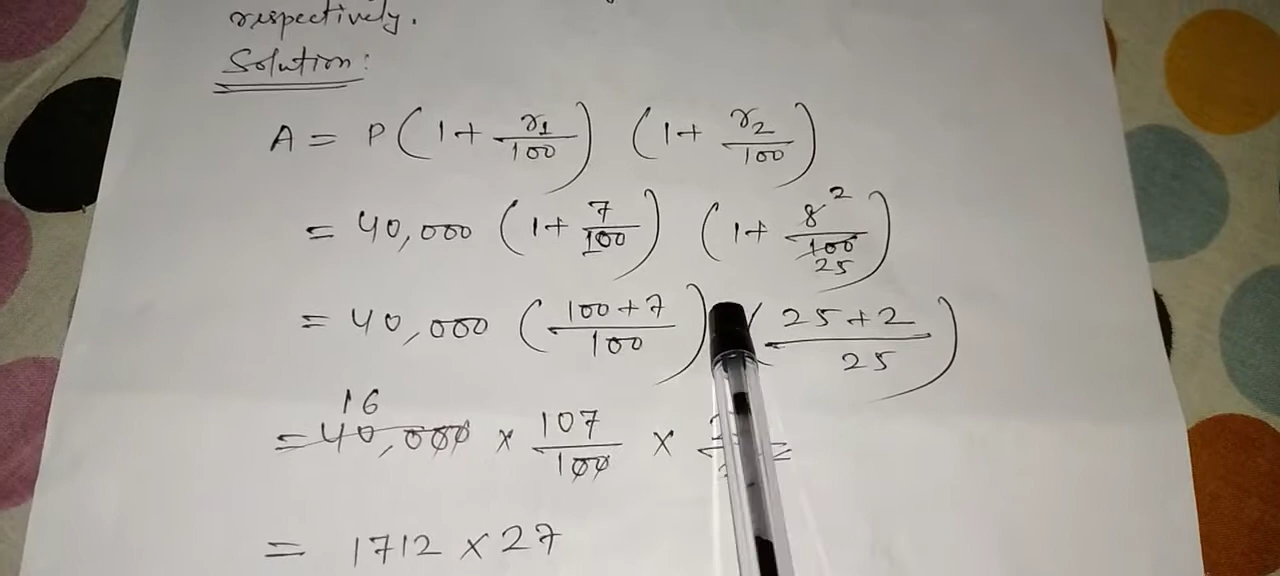 respectively.
Solution:
A = P(1 + r₁/100) (1 + r₂/100)
= 40,000 (1 + 7/100) (1 + 8 2/100 25)
= 40,000 (100+7/100) (25+2/25)
16
= 40,000 × 107/100 ×
= 1712 × 27